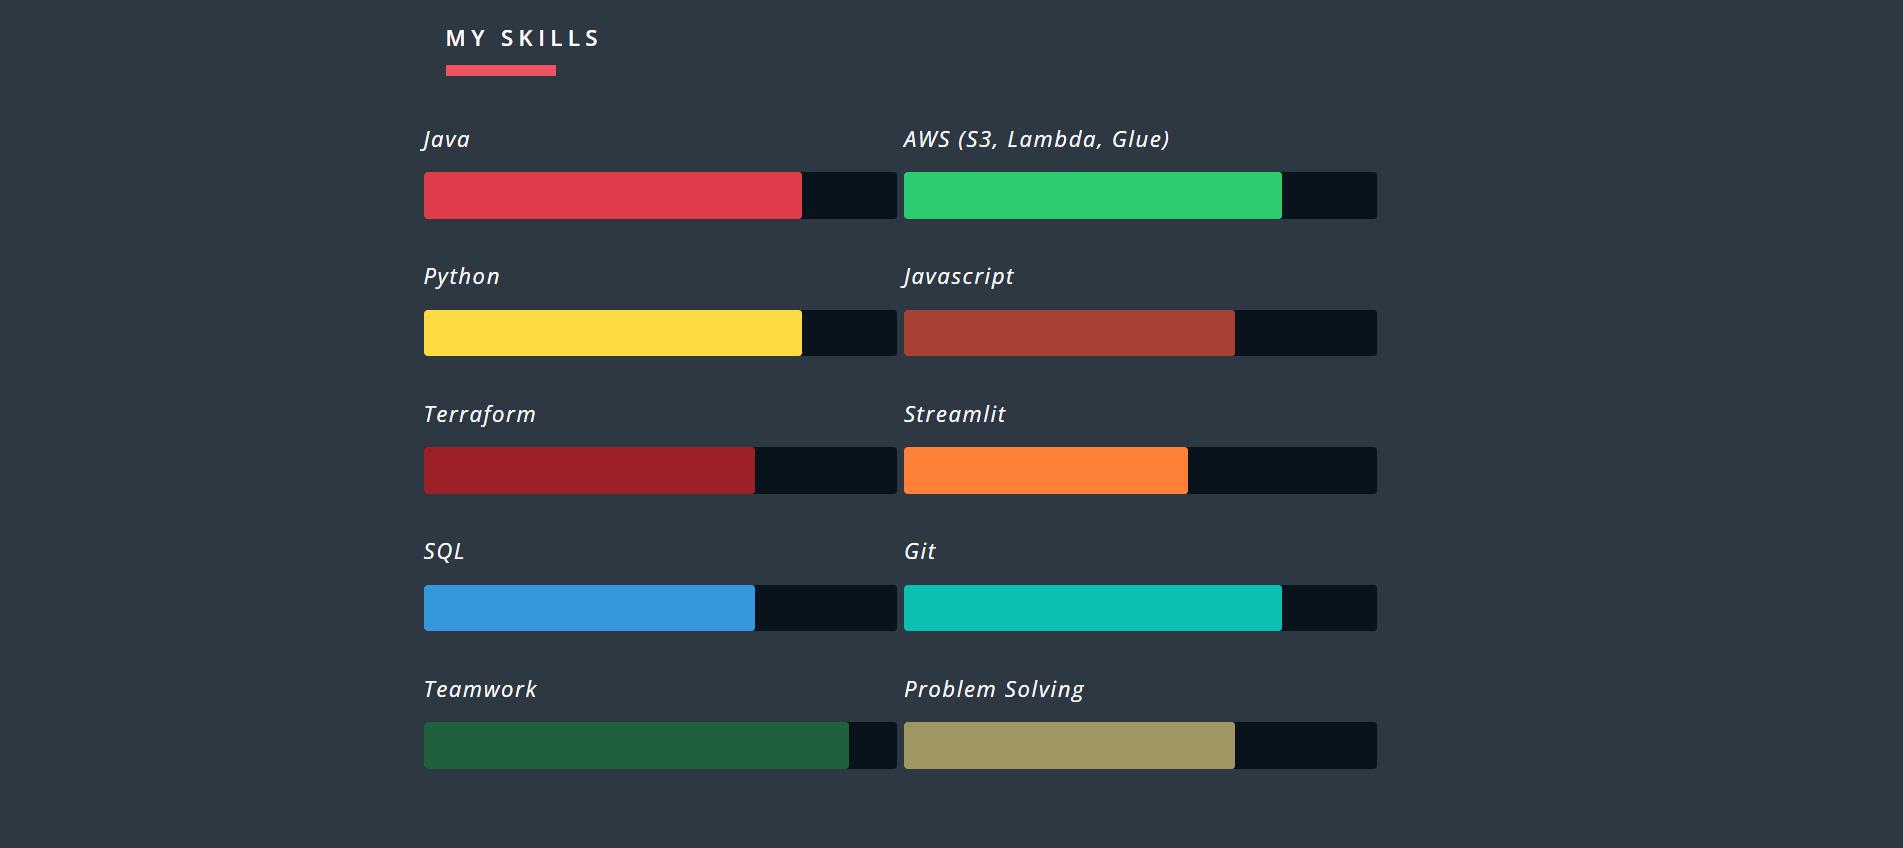 MY SKILLS
Java
AWS (S3, Lambda, Glue)
Python
Javascript
Terraform
Streamlit
SQL
Git
Teamwork
Problem Solving